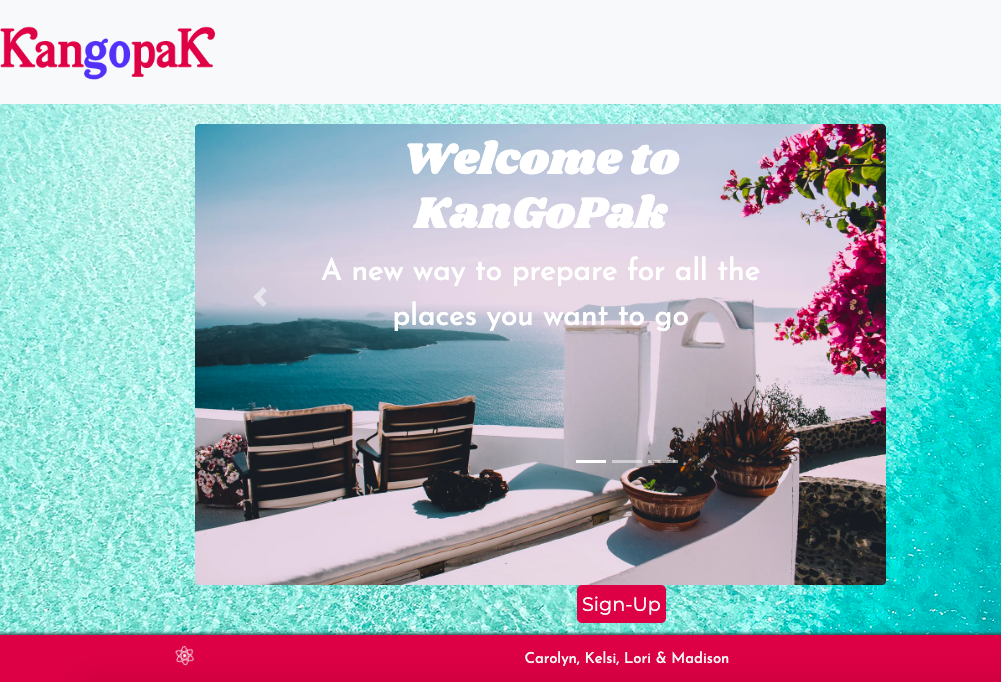 KangopaK
Welcome to
KanGoPak
A new way to prepare for all the
places you want to go
Sign-Up
Carolyn, Kelsi, Lori & Madison